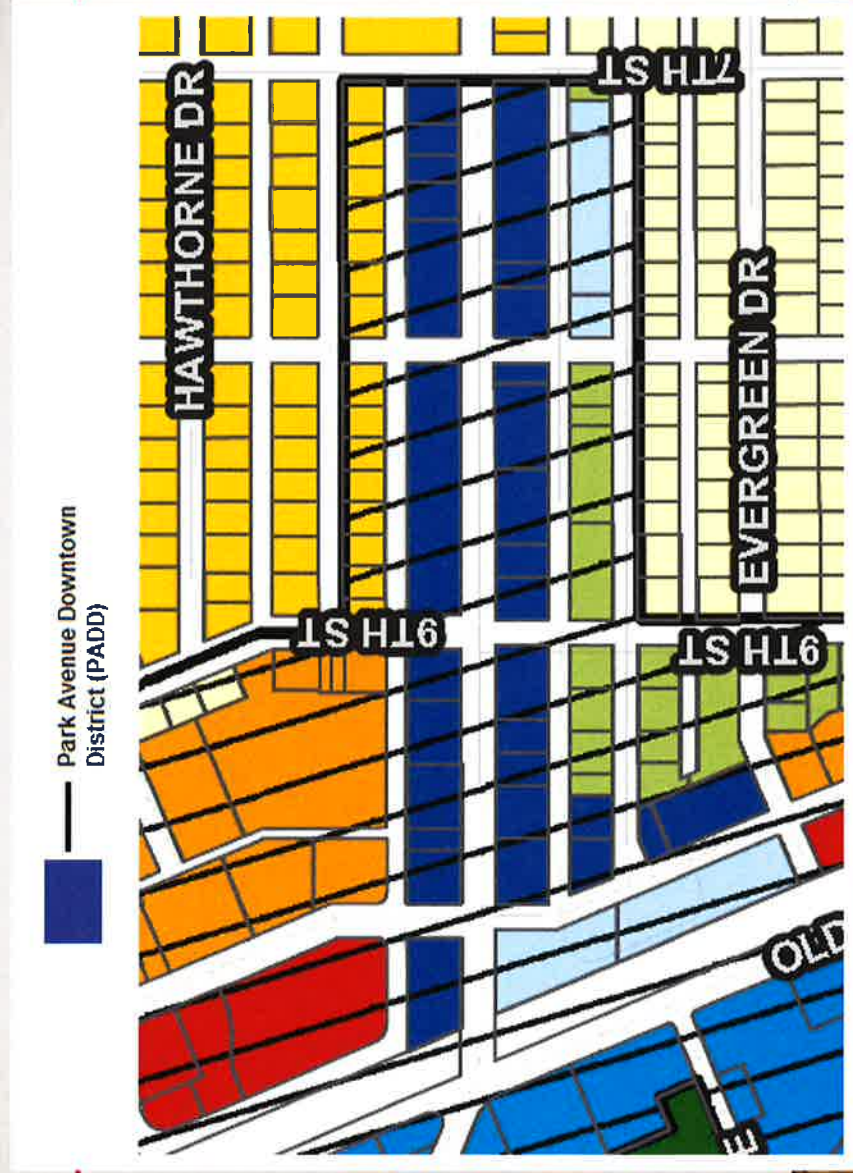 Park Avenue Downtown
District (PADD)
HAWTHORNE DR
7TH ST
9TH ST
EVERGREEN DR
9TH ST
OLD
E